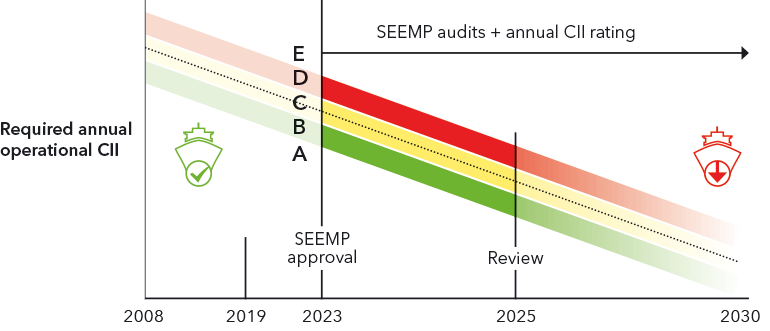 SEEMP audits + annual CII rating
E
D
C
B
A
Required annual
operational CII
SEEMP
approval
Review
2008
2019
2023
2025
2030